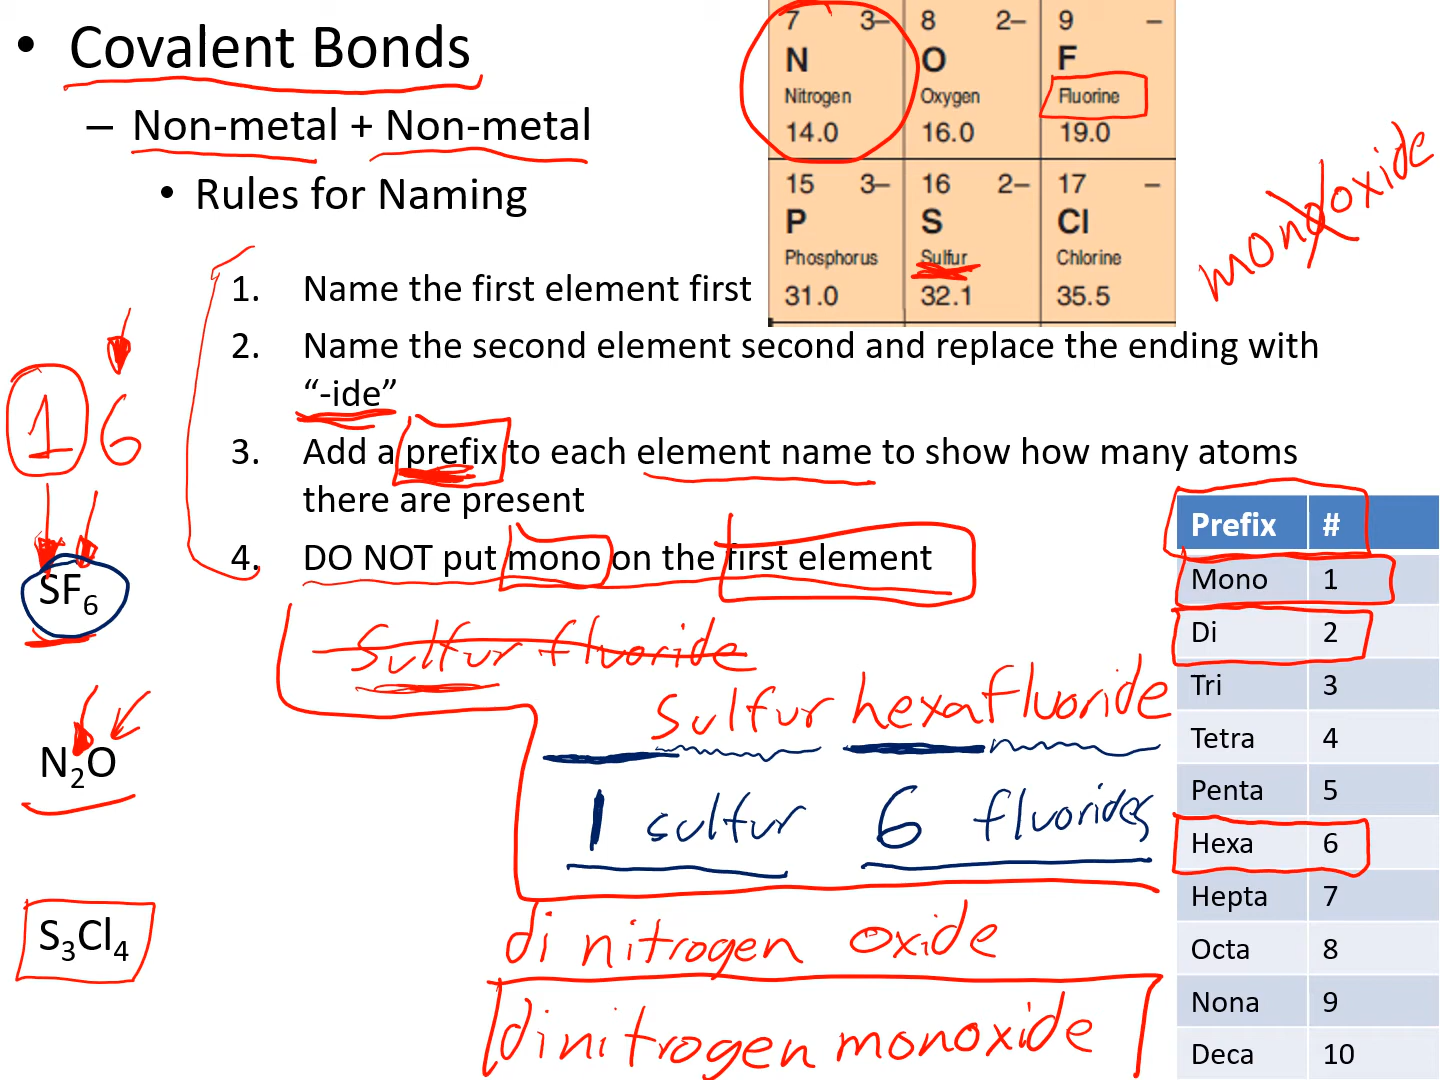 • Covalent Bonds
– Non-metal + Non-metal
• Rules for Naming
7 3– 8 2– 9 –
N O F
Nitrogen Oxygen Fluorine
14.0 16.0 19.0
15 3– 16 2– 17 –
P S Cl
Phosphorus Sulfur Chlorine
31.0 32.1 35.5
monooxide
1. Name the first element first
2. Name the second element second and replace the ending with
“-ide”
3. Add a prefix to each element name to show how many atoms
there are present
4. DO NOT put mono on the first element
1 6
SF₆
N₂O
S₃Cl₄
sulfur fluoride
sulfur hexafluoride
1 sulfur 6 fluorides
di nitrogen oxide
dinitrogen monoxide
Prefix #
Mono 1
Di 2
Tri 3
Tetra 4
Penta 5
Hexa 6
Hepta 7
Octa 8
Nona 9
Deca 10